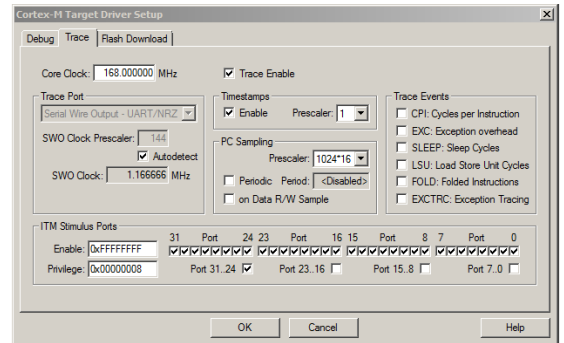 Cortex-M Target Driver Setup
Debug Trace Flash Download
Core Clock: 168.000000 MHz Trace Enable
Trace Port
Serial Wire Output - UART/NRZ
SWO Clock Prescaler: 144
Autodetect
SWO Clock: 1.166666 MHz
Timestamps
Enable Prescaler: 1
PC Sampling
Prescaler: 1024*16
Periodic Period: <Disabled>
on Data R/W Sample
Trace Events
CPI: Cycles per Instruction
EXC: Exception overhead
SLEEP: Sleep Cycles
LSU: Load Store Unit Cycles
FOLD: Folded Instructions
EXCTRC: Exception Tracing
ITM Stimulus Ports
31 Port 24 23 Port 16 15 Port 8 7 Port 0
Enable: 0xFFFFFFFF
Privilege: 0x00000008 Port 31..24 Port 23..16 Port 15..8 Port 7..0
OK Cancel Help